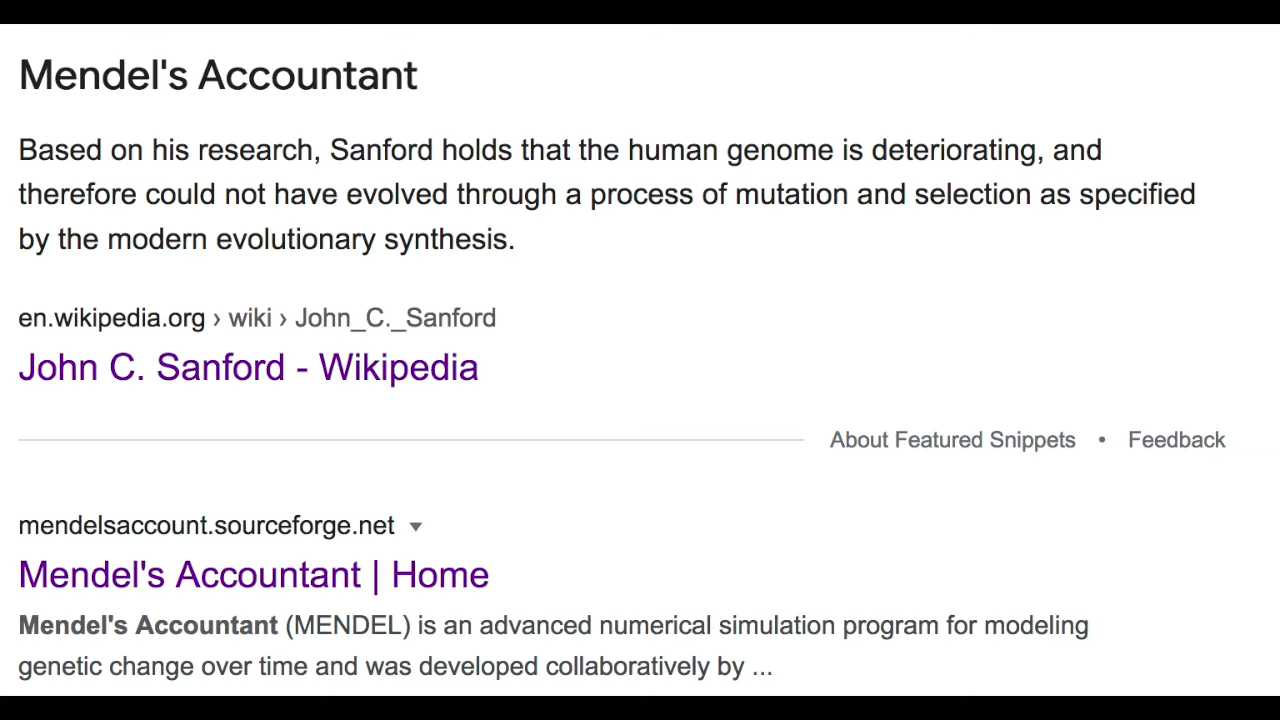 Mendel's Accountant
Based on his research, Sanford holds that the human genome is deteriorating, and
therefore could not have evolved through a process of mutation and selection as specified
by the modern evolutionary synthesis.
en.wikipedia.org › wiki › John_C._Sanford
John C. Sanford - Wikipedia
About Featured Snippets • Feedback
mendelsaccount.sourceforge.net ▼
Mendel's Accountant | Home
Mendel's Accountant (MENDEL) is an advanced numerical simulation program for modeling
genetic change over time and was developed collaboratively by ...